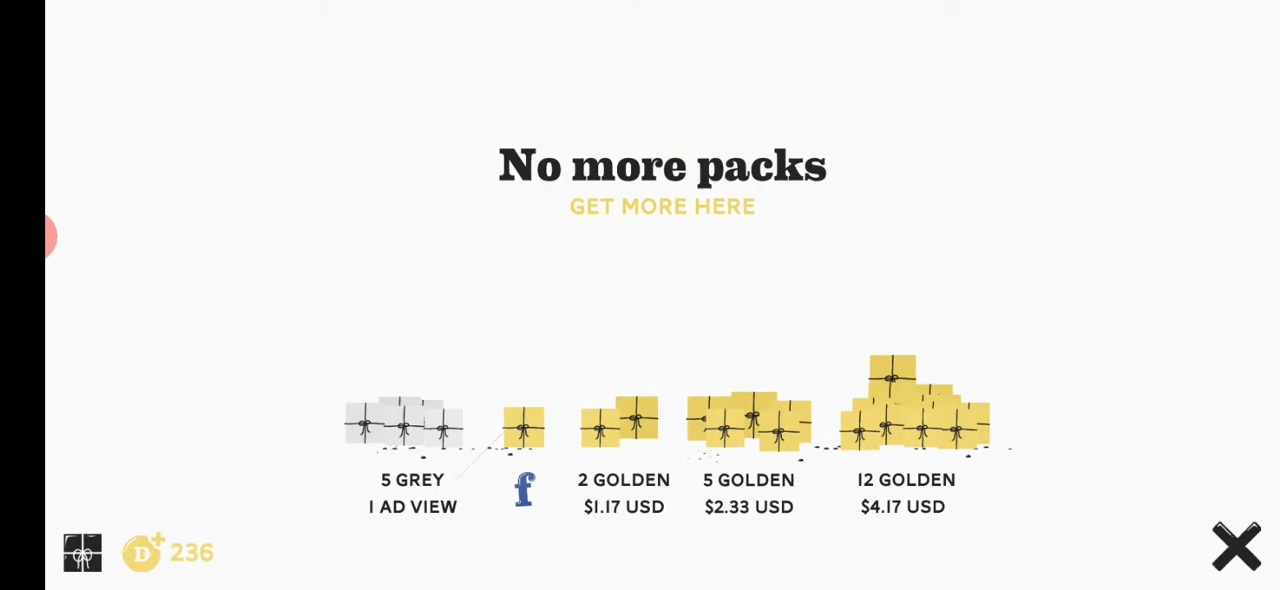 No more packs
GET MORE HERE
5 GREY
1 AD VIEW
f
2 GOLDEN
$1.17 USD
5 GOLDEN
$2.33 USD
12 GOLDEN
$4.17 USD
D+ 236